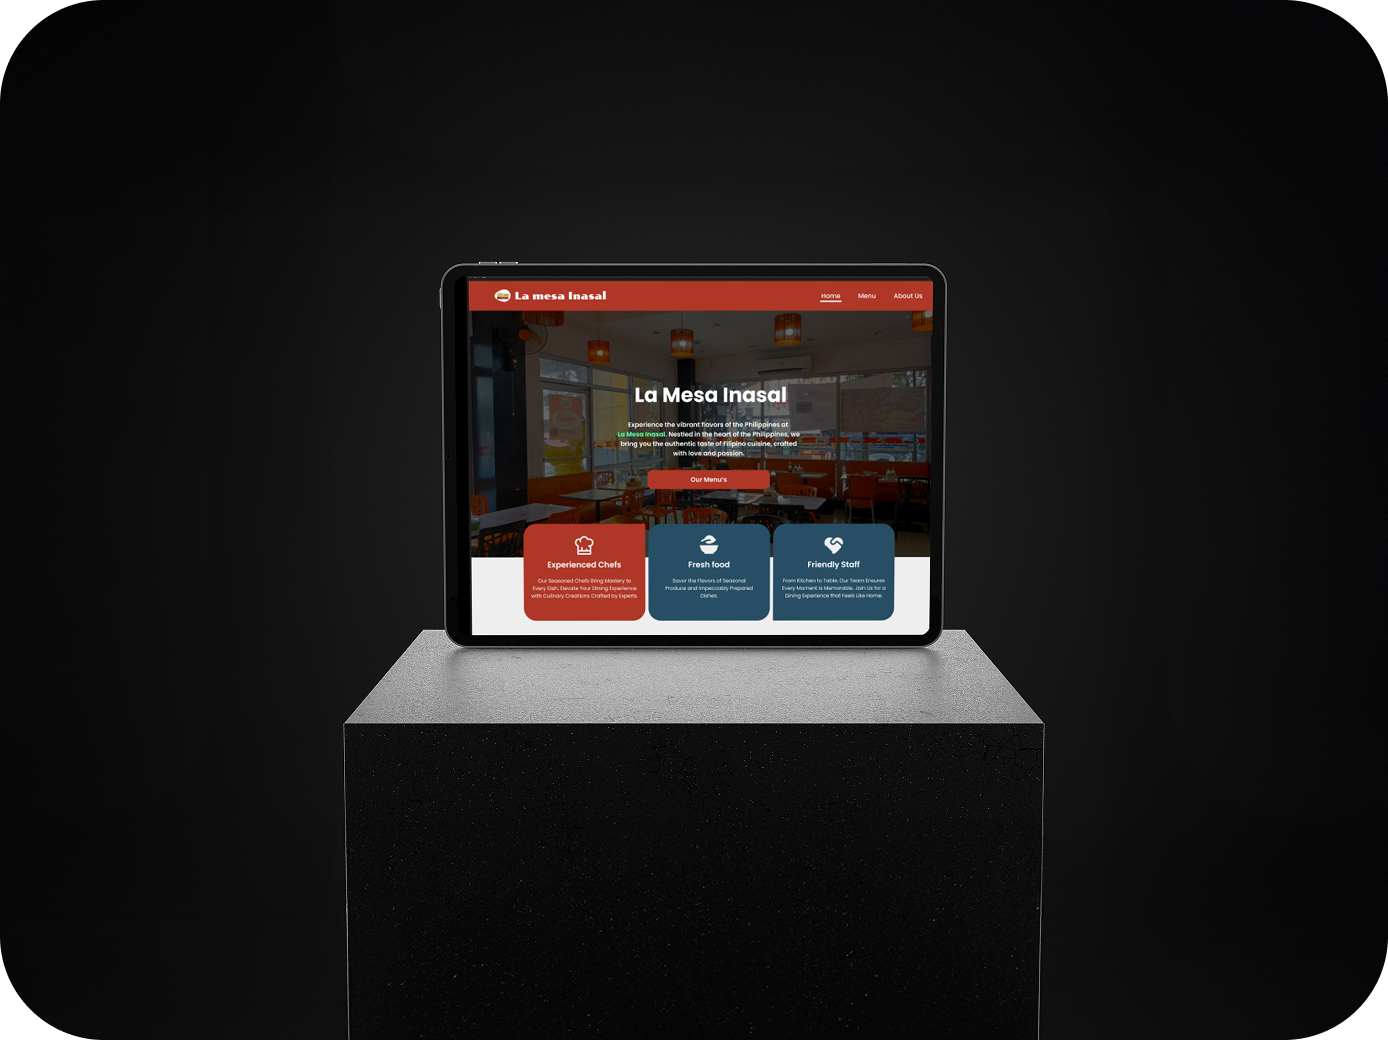 La mesa Inasal
Home Menu About Us
La Mesa Inasal
Experience the vibrant flavors of the Philippines at
La Mesa Inasal. Nestled in the heart of the Philippines, we
bring you the authentic taste of Filipino cuisine, crafted
with love and passion.
Our Menu's
Experienced Chefs
Our Seasoned Chefs Bring Mastery to
Every Dish. Elevate Your Dining Experience
with Culinary Creations Crafted by Experts.
Fresh food
Savor the Flavors of Seasonal
Produce and Impeccably Prepared
Dishes.
Friendly Staff
From Kitchen to Table, Our Team Ensures
Every Moment is Memorable. Join Us for a
Dining Experience that Feels Like Home.